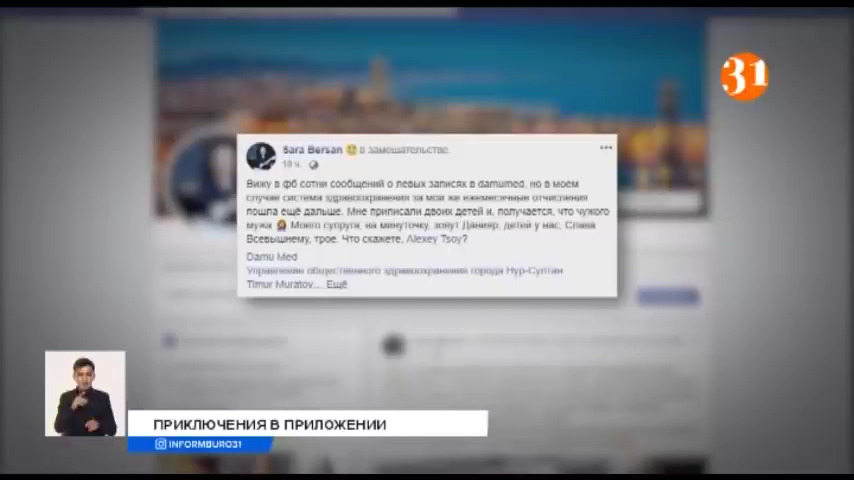 31
Sara Bersan в замешательстве.
10 ч.
Вижу в фб сотни сообщений о левых записях в damumed, но в моем
случае система здравоохранения за мои же ежемесячные отчисления
пошла ещё дальше. Мне приписали двоих детей и, получается, что чужого
мужа Моего супруга, на минуточку, зовут Данияр, детей у нас, Слава
Всевышнему, трое. Что скажете, Alexey Tsoy?
Damu Med
Управление общественного здравоохранения города Нур-Султан
Timur Muratov.... Ещё
ПРИКЛЮЧЕНИЯ В ПРИЛОЖЕНИИ
INFORMBURO31